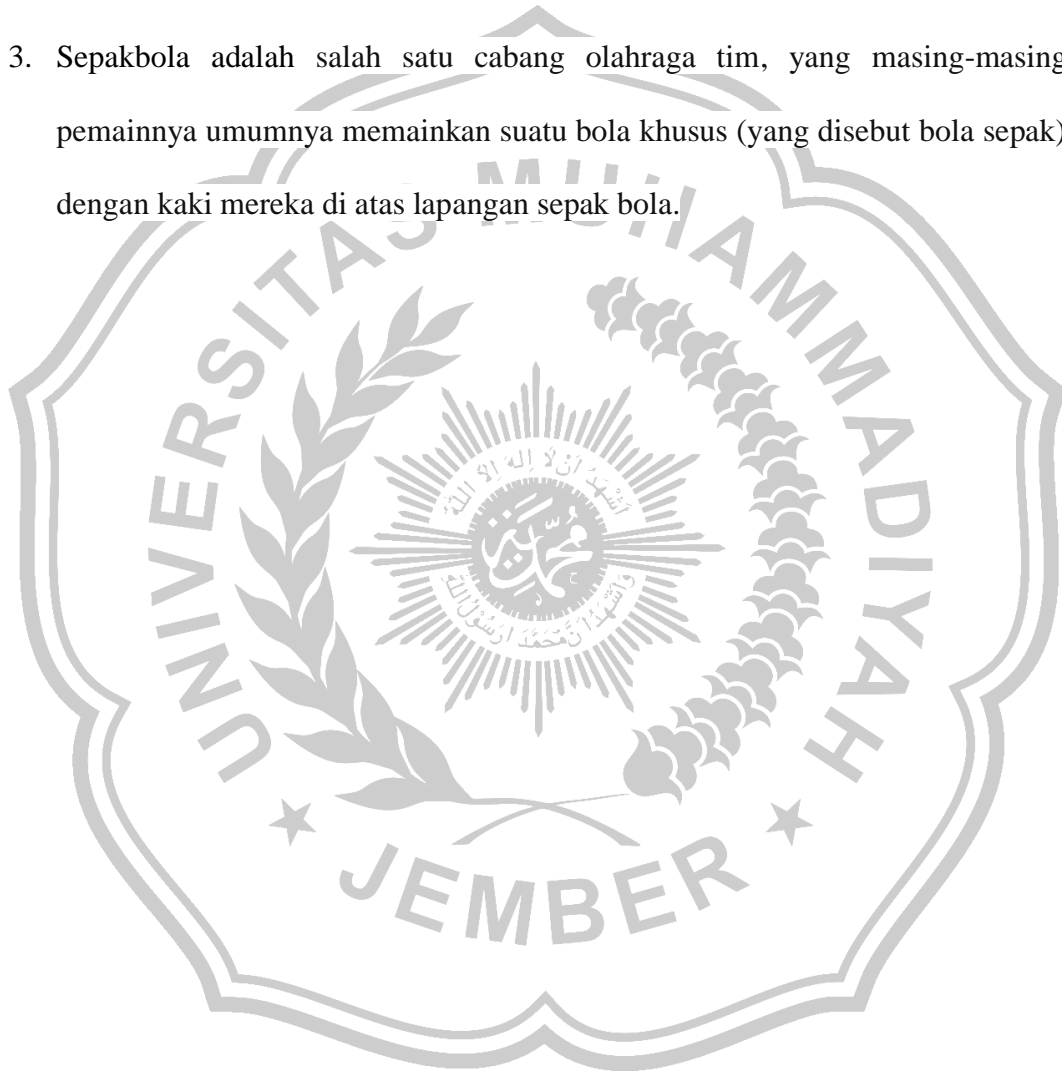 3. Sepakbola adalah salah satu cabang olahraga tim, yang masing-masing
pemainnya umumnya memainkan suatu bola khusus (yang disebut bola sepak)
dengan kaki mereka di atas lapangan sepak bola.
UNIVERSITAS MUHAMMADIYAH
JEMBER